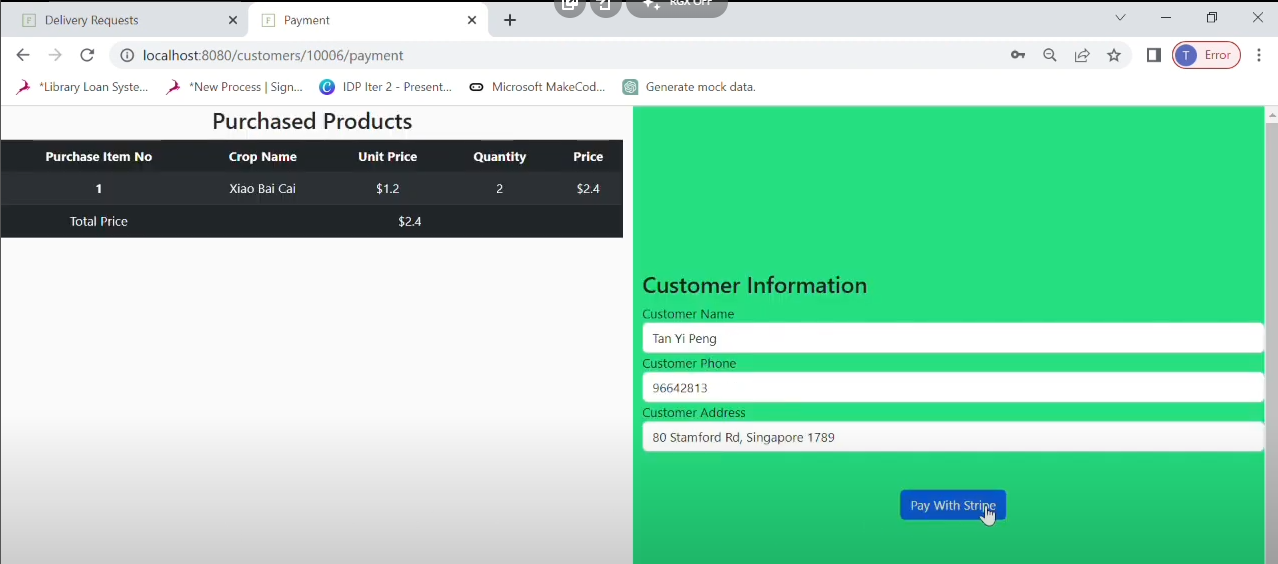 RGX OFF
Delivery Requests
Payment
localhost:8080/customers/10006/payment
T Error
*Library Loan Syste...
*New Process | Sign...
IDP Iter 2 - Present...
Microsoft MakeCod...
Generate mock data.
Purchased Products
Purchase Item No Crop Name Unit Price Quantity Price
1 Xiao Bai Cai $1.2 2 $2.4
Total Price $2.4
Customer Information
Customer Name
Tan Yi Peng
Customer Phone
96642813
Customer Address
80 Stamford Rd, Singapore 1789
Pay With Stripe